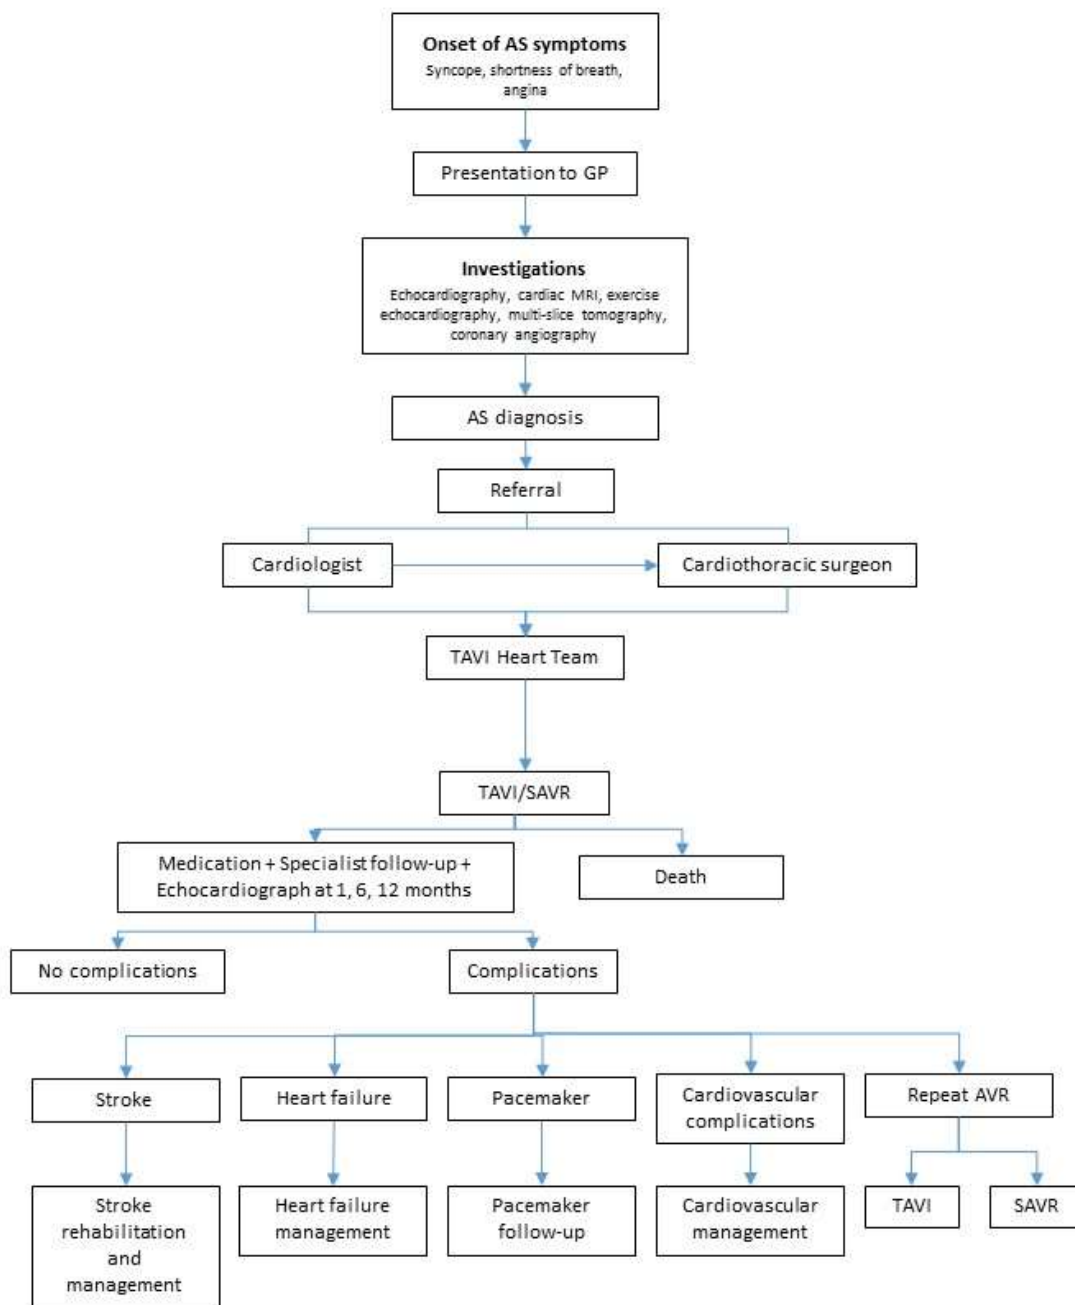 Onset of AS symptoms
Syncope, shortness of breath,
angina
Presentation to GP
Investigations
Echocardiography, cardiac MRI, exercise
echocardiography, multi-slice tomography,
coronary angiography
AS diagnosis
Referral
Cardiologist
Cardiothoracic surgeon
TAVI Heart Team
TAVI/SAVR
Medication + Specialist follow-up +
Echocardiograph at 1, 6, 12 months
Death
No complications
Complications
Stroke
Heart failure
Pacemaker
Cardiovascular
complications
Repeat AVR
Stroke
rehabilitation
and
management
Heart failure
management
Pacemaker
follow-up
Cardiovascular
management
TAVI
SAVR